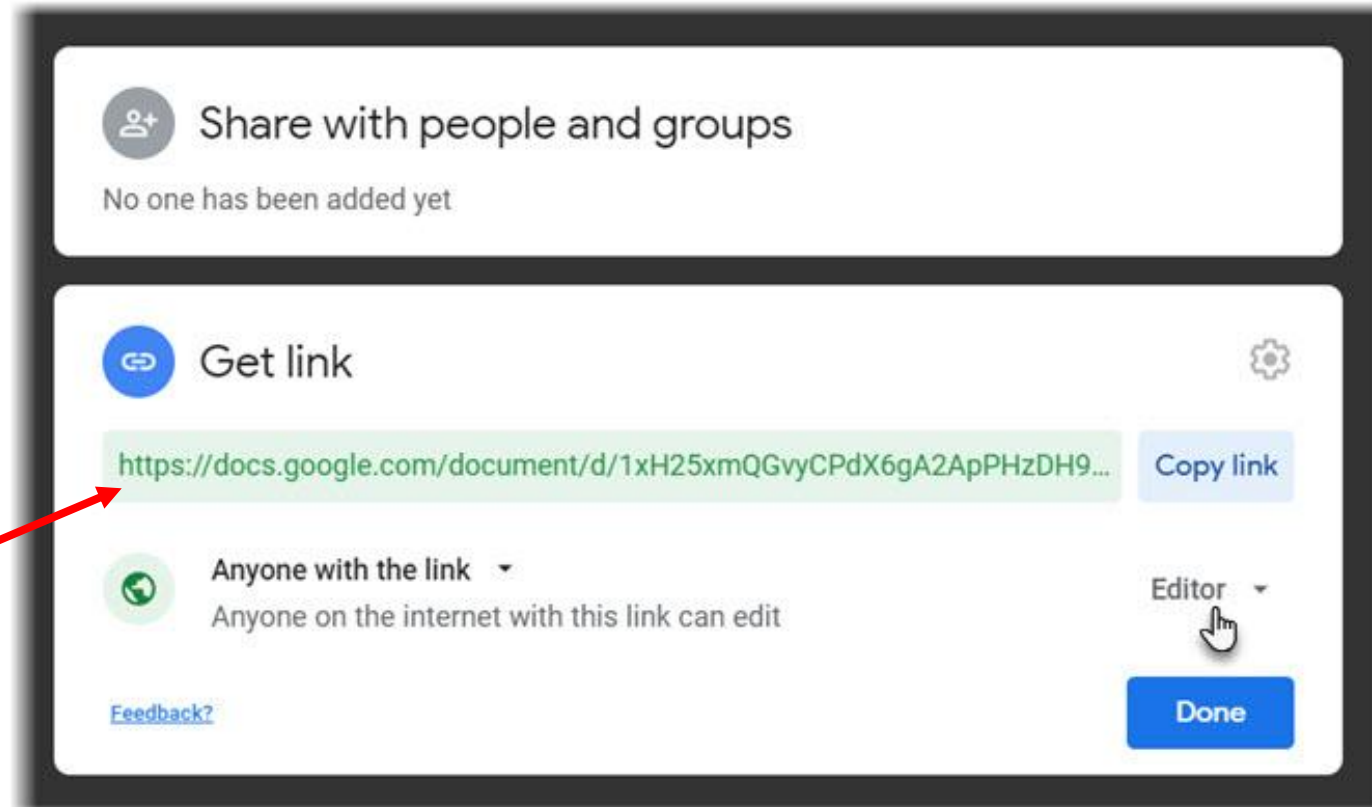 Share with people and groups
No one has been added yet
Get link
https://docs.google.com/document/d/1xH25xmQGvyCPdX6gA2ApPHzDH9...
Copy link
Anyone with the link
Editor
Anyone on the internet with this link can edit
Feedback?
Done